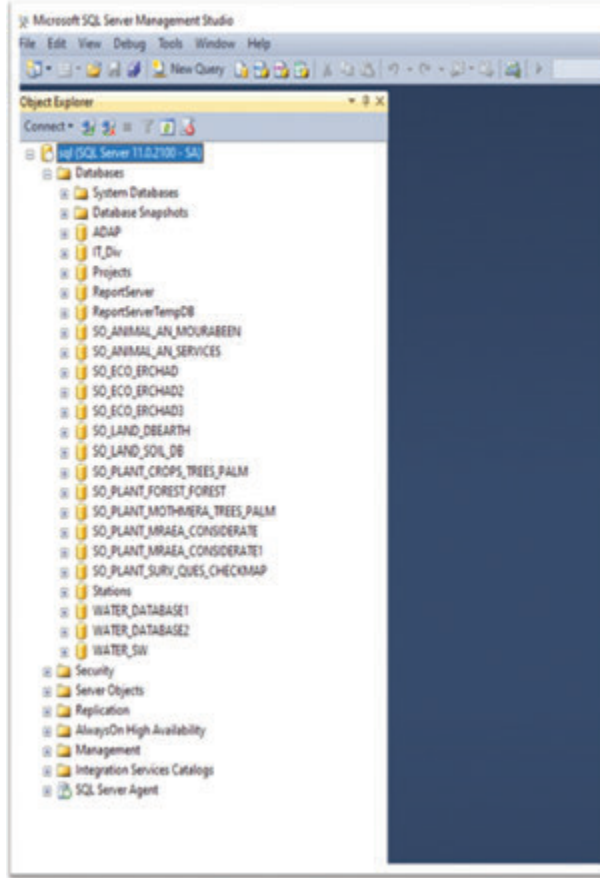 Microsoft SQL Server Management Studio
File Edit View Debug Tools Window Help
New Query
Object Explorer
Connect
sql (SQL Server 11.0.2100 - SA)
Databases
System Databases
Database Snapshots
ADAP
IT_Div
Projects
ReportServer
ReportServerTempDB
SO_ANIMAL_AN_MOURABEEN
SO_ANIMAL_AN_SERVICES
SO_ECO_ERCHAD
SO_ECO_ERCHAD2
SO_ECO_ERCHAD3
SO_LAND_DBEARTH
SO_LAND_SOIL_DB
SO_PLANT_CROPS_TREES_PALM
SO_PLANT_FOREST_FOREST
SO_PLANT_MOTHMERA_TREES_PALM
SO_PLANT_MRAEA_CONSIDERATE
SO_PLANT_MRAEA_CONSIDERATE1
SO_PLANT_SURV_QUES_CHECKMAP
Stations
WATER_DATABASE1
WATER_DATABASE2
WATER_SW
Security
Server Objects
Replication
AlwaysOn High Availability
Management
Integration Services Catalogs
SQL Server Agent